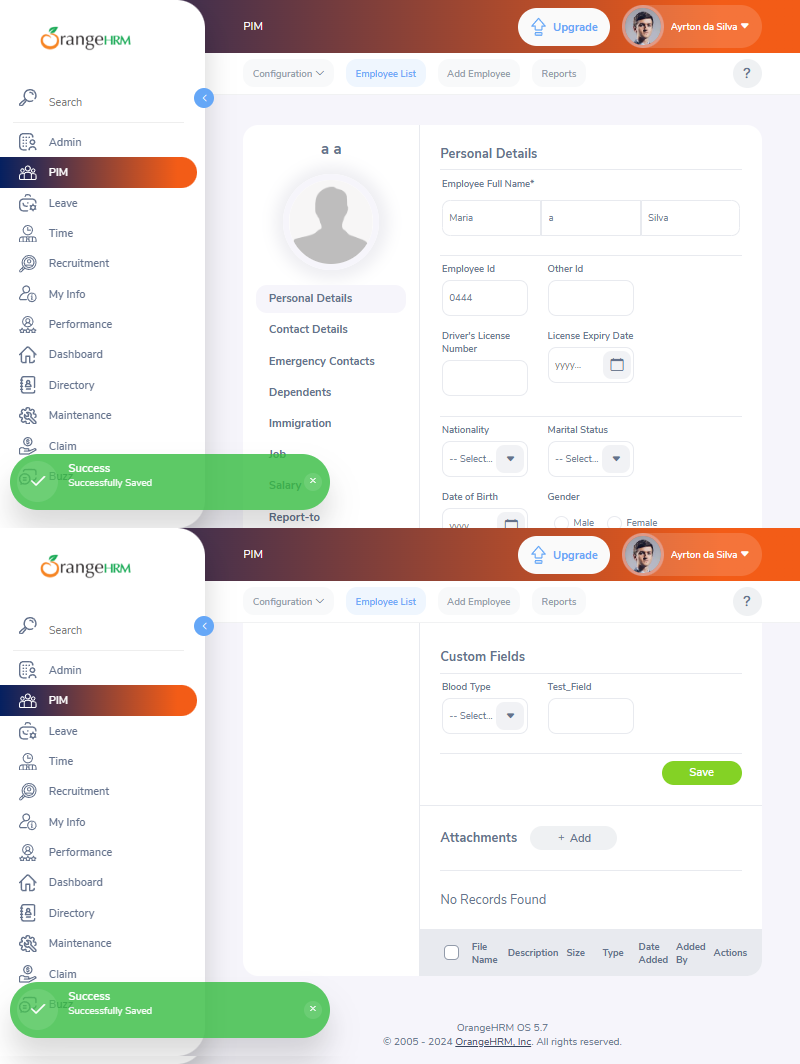 OrangeHRM
PIM
Upgrade
Ayrton da Silva
Search
Configuration
Employee List
Add Employee
Reports
?
Admin
PIM
Leave
Time
Recruitment
My Info
Performance
Dashboard
Directory
Maintenance
Claim
Buzz
Success
Successfully Saved
a a
Personal Details
Contact Details
Emergency Contacts
Dependents
Immigration
Job
Salary
Report-to
Personal Details
Employee Full Name*
Maria
a
Silva
Employee Id
Other Id
0444
Driver's License
Number
License Expiry Date
yyyy...
Nationality
Marital Status
-- Select...
-- Select...
Date of Birth
Gender
yyyy
Male
Female
OrangeHRM
PIM
Upgrade
Ayrton da Silva
Search
Configuration
Employee List
Add Employee
Reports
?
Admin
PIM
Leave
Time
Recruitment
My Info
Performance
Dashboard
Directory
Maintenance
Claim
Buzz
Success
Successfully Saved
Custom Fields
Blood Type
Test_Field
-- Select...
Save
Attachments
+ Add
No Records Found
File
Name
Description
Size
Type
Date
Added
Added
By
Actions
OrangeHRM OS 5.7
© 2005 - 2024 OrangeHRM, Inc. All rights reserved.